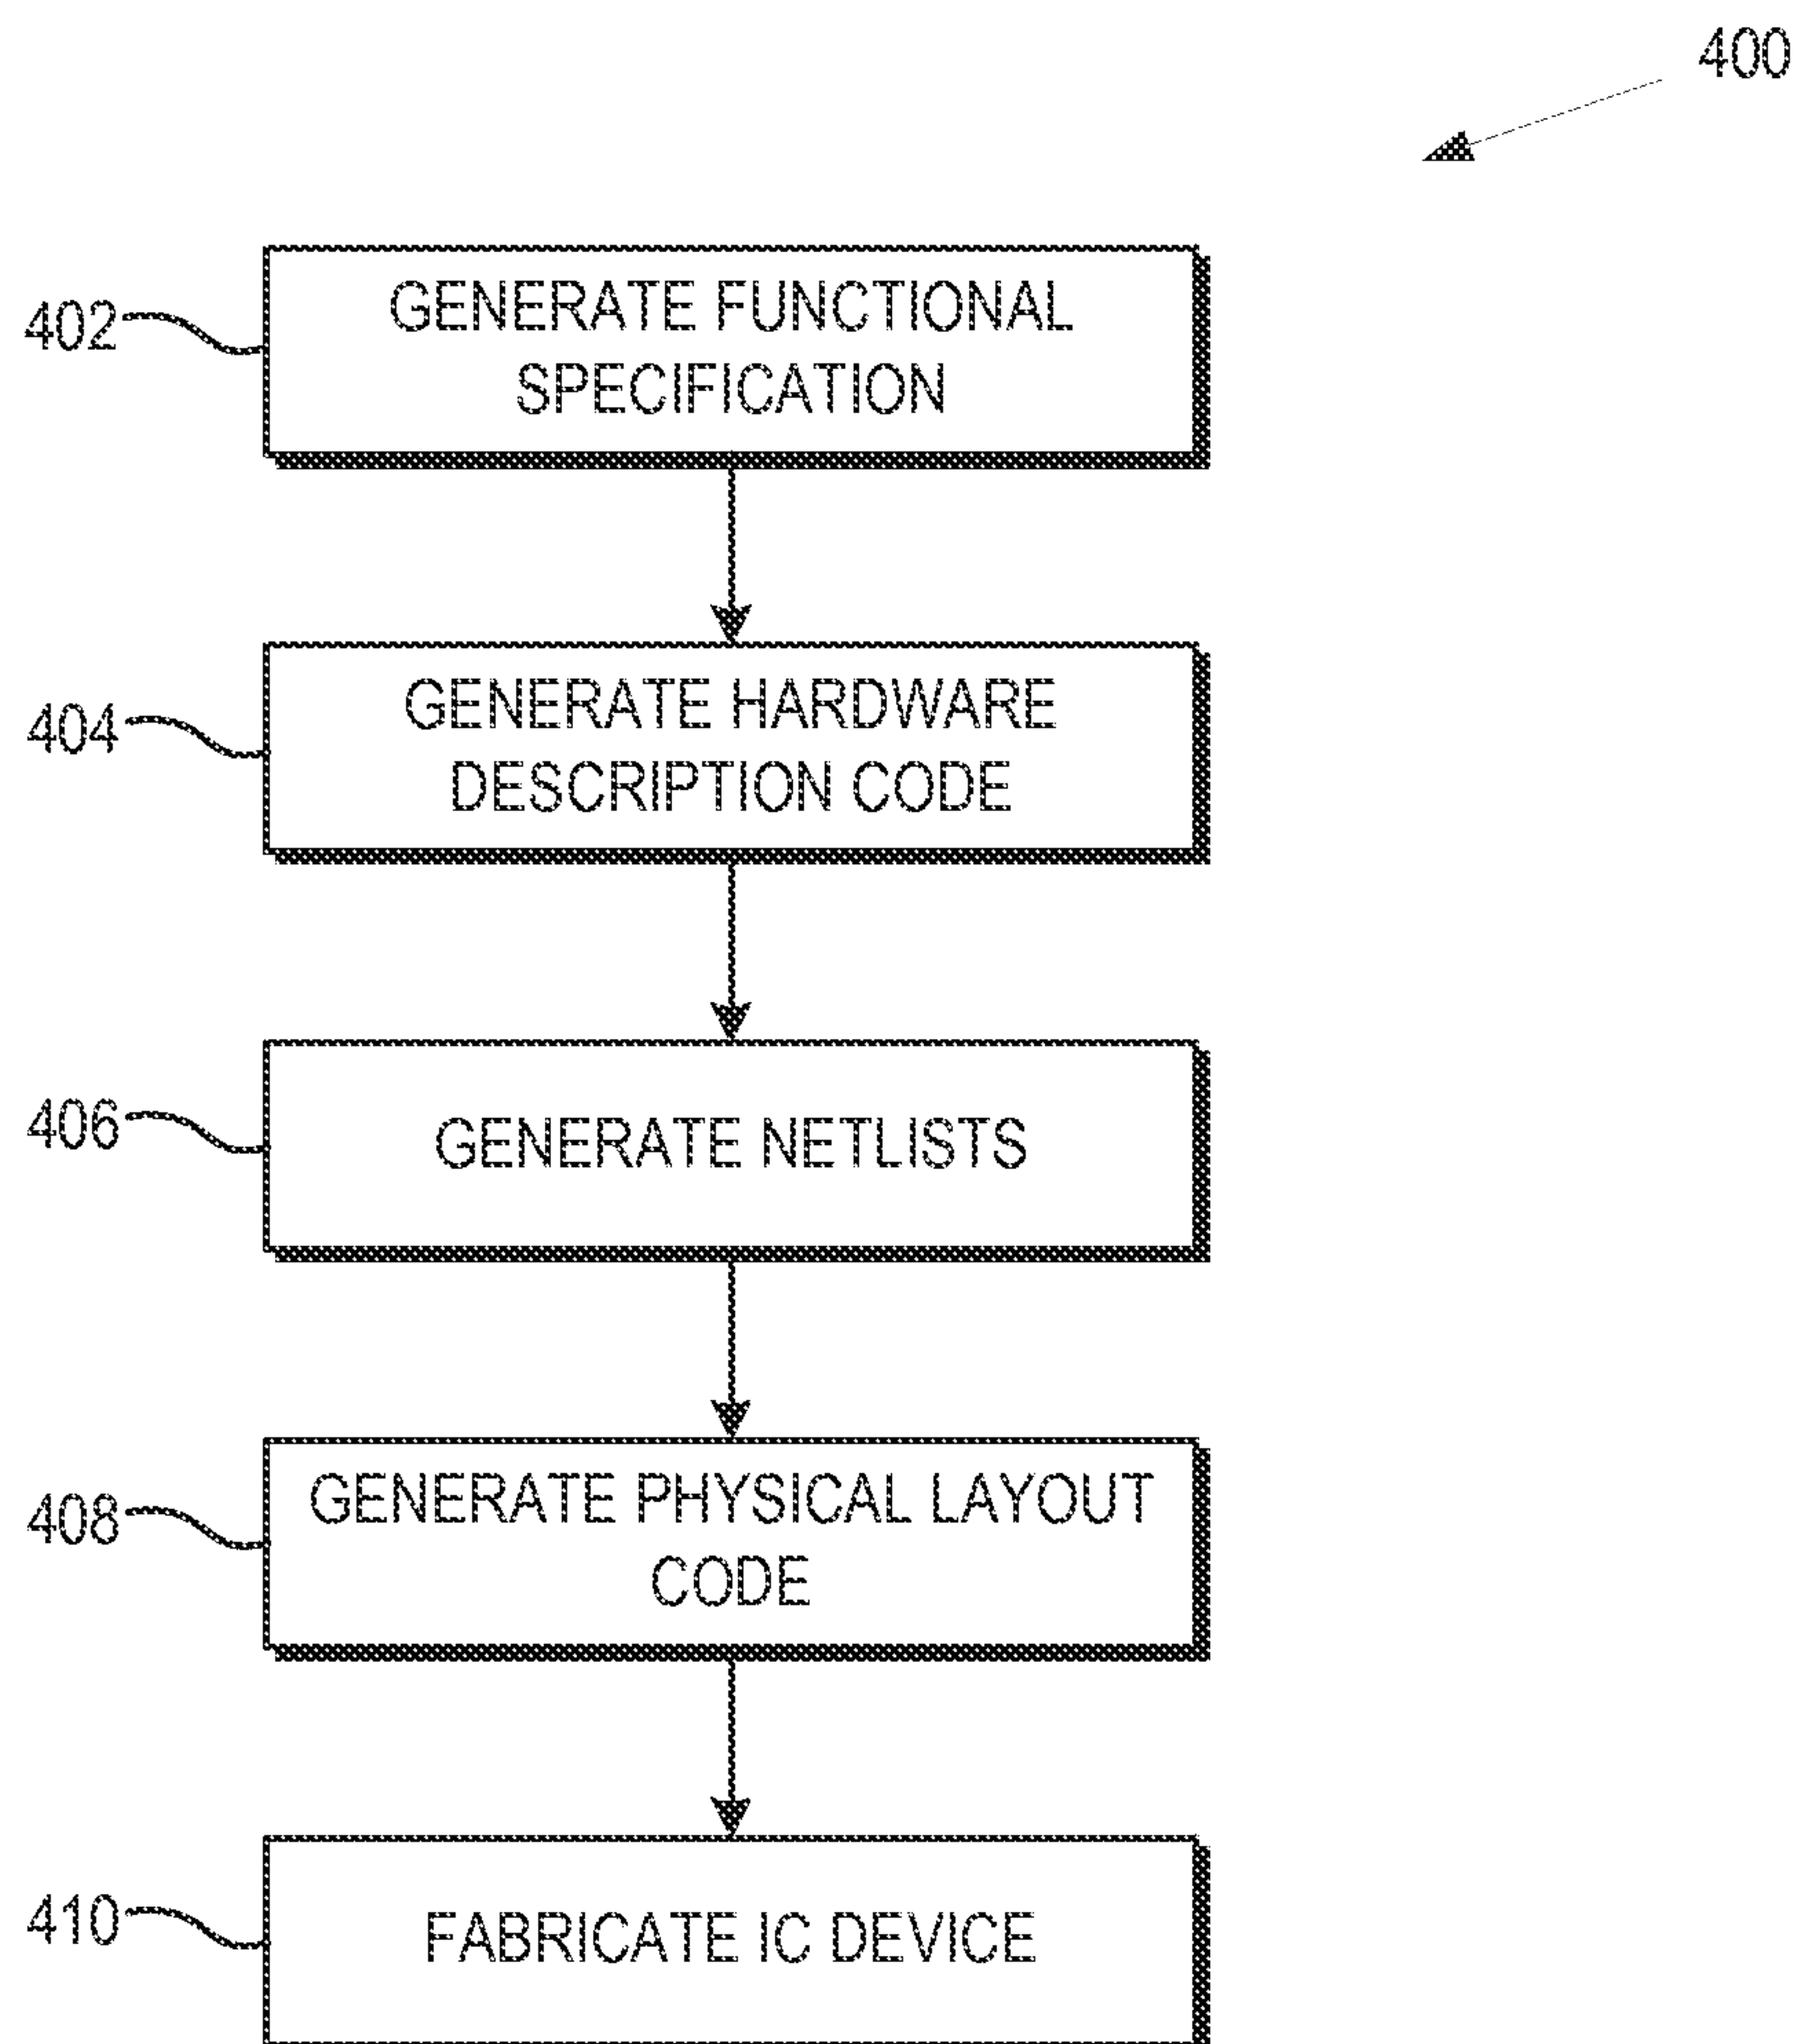 400
402
GENERATE FUNCTIONAL
SPECIFICATION
404
GENERATE HARDWARE
DESCRIPTION CODE
406
GENERATE NETLISTS
408
GENERATE PHYSICAL LAYOUT
CODE
410
FABRICATE IC DEVICE